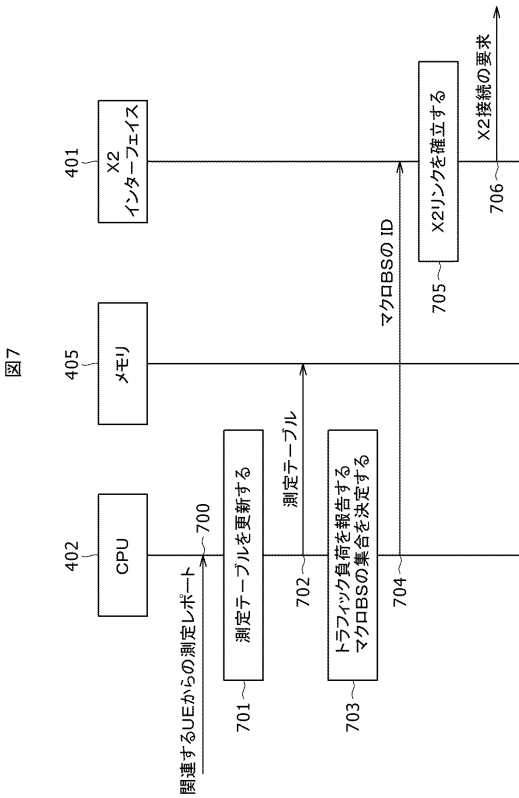 図7
402
CPU
405
メモリ
401
X2
インターフェイス
関連するUEからの測定レポート
700
測定テーブルを更新する
701
測定テーブル
702
トラフィック負荷を報告する
マクロBSの集合を決定する
703
マクロBSの ID
704
X2リンクを確立する
705
X2接続の要求
706